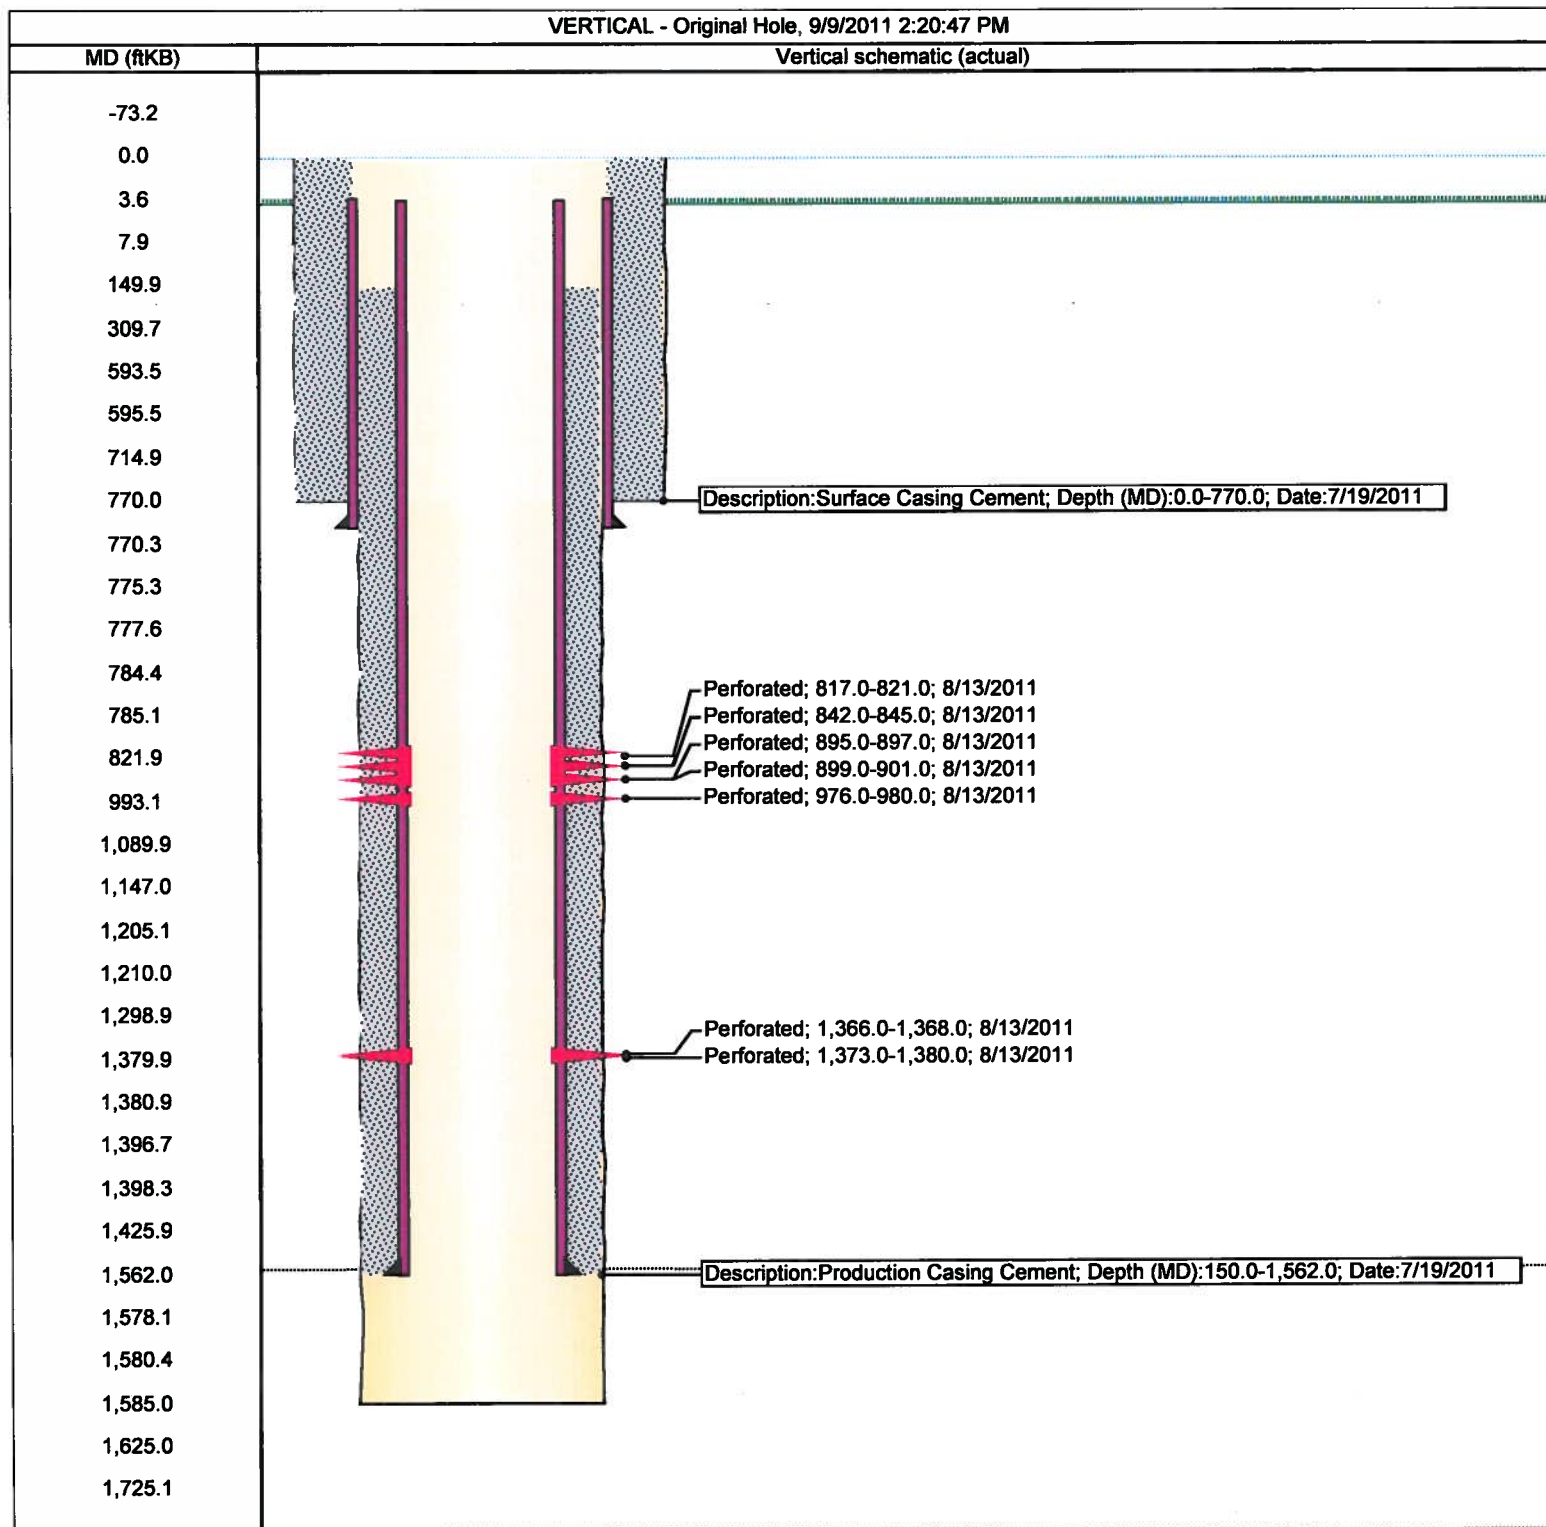 VERTICAL - Original Hole, 9/9/2011 2:20:47 PM
MD (ftKB)
Vertical schematic (actual)
-73.2
0.0
3.6
7.9
149.9
309.7
593.5
595.5
714.9
770.0
Description:Surface Casing Cement; Depth (MD):0.0-770.0; Date:7/19/2011
770.3
775.3
777.6
784.4
Perforated; 817.0-821.0; 8/13/2011
785.1
Perforated; 842.0-845.0; 8/13/2011
Perforated; 895.0-897.0; 8/13/2011
821.9
Perforated; 899.0-901.0; 8/13/2011
Perforated; 976.0-980.0; 8/13/2011
993.1
1,089.9
1,147.0
1,205.1
1,210.0
1,298.9
Perforated; 1,366.0-1,368.0; 8/13/2011
Perforated; 1,373.0-1,380.0; 8/13/2011
1,379.9
1,380.9
1,396.7
1,398.3
1,425.9
1,562.0
Description:Production Casing Cement; Depth (MD):150.0-1,562.0; Date:7/19/2011
1,578.1
1,580.4
1,585.0
1,625.0
1,725.1